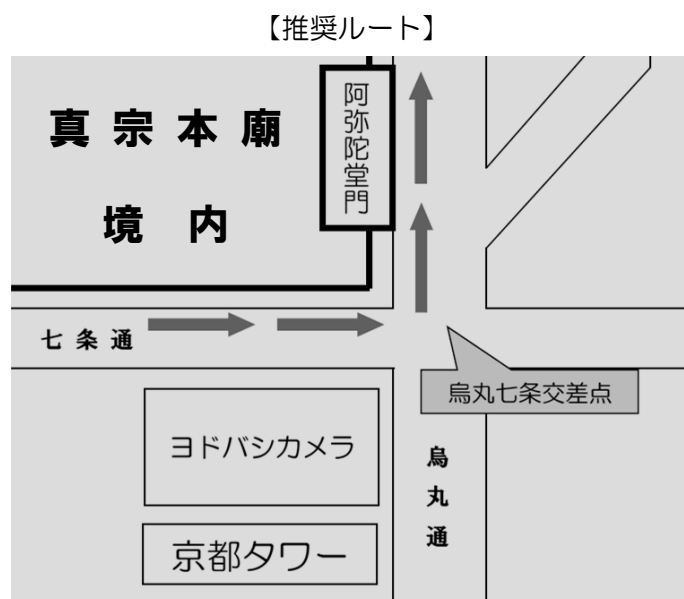 【推奨ルート】
真宗本廟
境内
阿弥陀堂門
七条通
烏丸七条交差点
ヨドバシカメラ
烏丸通
京都タワー